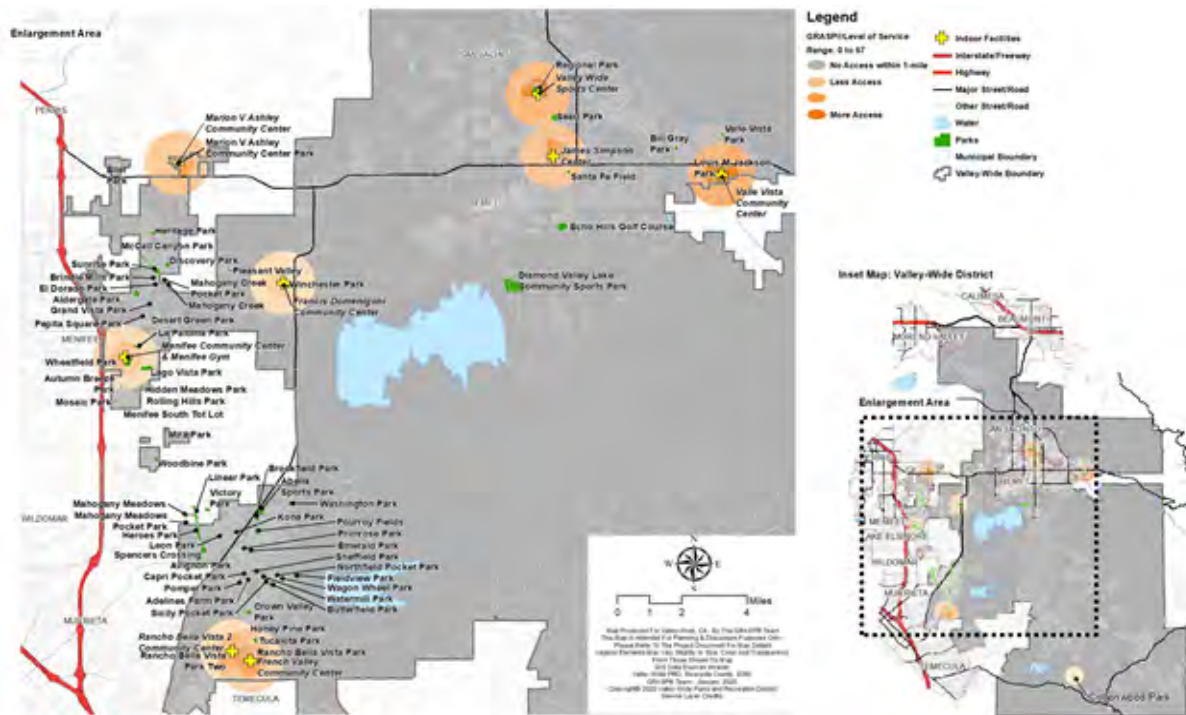 Enlargement Area
PERRIS
Marion V Ashley
Community Center
Marion V Ashley
Community Center Park
Park
SAN JACINTO
Regional Park
Valley Wide
Sports Center
Park
James Simpson
Center
Santa Fe Field
Bill Gray
Park
Valle Vista
Park
Louis M Jackson
Park
Valle Vista
Community
Center
HEMET
Echo Hills Golf Course
Diamond Valley Lake
Community Sports Park
Heritage Park
McCall Canyon Park
Sunrise Park
Discovery Park
Brindle Mills Park
El Dorado Park
Mahogany Creek
Pocket Park
Aldergate Park
Mahogany Creek
Grand Vista Park
Desert Green Park
Pepita Square Park
Pleasant Valley
Winchester Park
Francis Domenigoni
Community Center
MENIFEE
La Paloma Park
Menifee Community Center
& Menifee Gym
Wheatfield Park
Lago Vista Park
Autumn Breeze
Park
Hidden Meadows Park
Mosaic Park
Rolling Hills Park
Menifee South Tot Lot
Mira Park
Woodbine Park
Linear Park
Victory
Park
Brookfield Park
Abelia
Sports Park
Washington Park
Mahogany Meadows
Mahogany Meadows
Pocket Park
Heroes Park
Kona Park
Pourroy Fields
Leon Park
Primrose Park
Spencers Crossing
Emerald Park
Avignon Park
Sheffield Park
Capri Pocket Park
Northfield Pocket Park
Pompei Park
Fieldview Park
Adelines Farm Park
Wagon Wheel Park
Sicily Pocket Park
Watermill Park
Butterfield Park
Crown Valley
Park
Honey Pine Park
Tucalota Park
Rancho Bella Vista 2
Community Center
Rancho Bella Vista
Park Two
Rancho Bella Vista Park
French Valley
Community Center
WILDOMAR
MURRIETA
TEMECULA
W E
S
0 1 2 4 Miles
Legend
GRASP®/Level of Service
Range: 0 to 67
No Access within 1-mile
Less Access
More Access
Indoor Facilities
Interstate/Freeway
Highway
Major Street/Road
Other Street/Road
Water
Parks
Municipal Boundary
Valley-Wide Boundary
Inset Map: Valley-Wide District
CALIMESA
BEAUMONT
MORENO VALLEY
Enlargement Area
SAN JACINTO
HEMET
MENIFEE
LAKE ELSINORE
WILDOMAR
MURRIETA
TEMECULA
Cottonwood Park